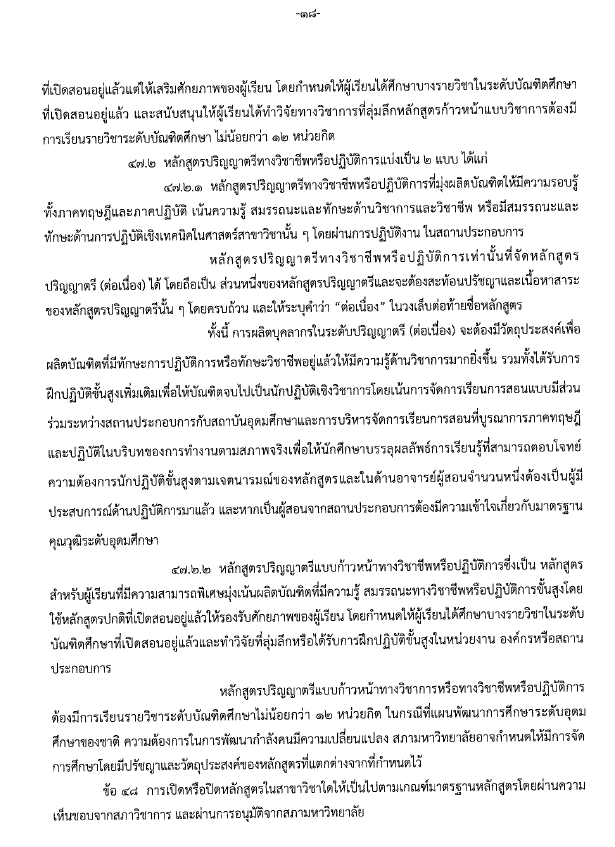 -๑๘-
ที่เปิดสอนอยู่แล้วแต่ให้เสริมศักยภาพของผู้เรียน โดยกำหนดให้ผู้เรียนได้ศึกษาบางรายวิชาในระดับบัณฑิตศึกษา
ที่เปิดสอนอยู่แล้ว และสนับสนุนให้ผู้เรียนได้ทำวิจัยทางวิชาการที่ลุ่มลึกหลักสูตรก้าวหน้าแบบวิชาการต้องมี
การเรียนรายวิชาระดับบัณฑิตศึกษา ไม่น้อยกว่า ๑๒ หน่วยกิต
๔๗.๒ หลักสูตรปริญญาตรีทางวิชาชีพหรือปฏิบัติการแบ่งเป็น ๒ แบบ ได้แก่
๔๗.๒.๑ หลักสูตรปริญญาตรีทางวิชาชีพหรือปฏิบัติการที่มุ่งผลิตบัณฑิตให้มีความรอบรู้
ทั้งภาคทฤษฎีและภาคปฏิบัติ เน้นความรู้ สมรรถนะและทักษะด้านวิชาการและวิชาชีพ หรือมีสมรรถนะและ
ทักษะด้านการปฏิบัติเชิงเทคนิคในศาสตร์สาขาวิชานั้น ๆ โดยผ่านการปฏิบัติงาน ในสถานประกอบการ
หลักสูตรปริญญาตรีทางวิชาชีพหรือปฏิบัติการเท่านั้นที่จัดหลักสูตร
ปริญญาตรี (ต่อเนื่อง) ได้ โดยถือเป็น ส่วนหนึ่งของหลักสูตรปริญญาตรีและจะต้องสะท้อนปรัชญาและเนื้อหาสาระ
ของหลักสูตรปริญญาตรีนั้น ๆ โดยครบถ้วน และให้ระบุคำว่า “ต่อเนื่อง” ในวงเล็บต่อท้ายชื่อหลักสูตร
ทั้งนี้ การผลิตบุคลากรในระดับปริญญาตรี (ต่อเนื่อง) จะต้องมีวัตถุประสงค์เพื่อ
ผลิตบัณฑิตที่มีทักษะการปฏิบัติการหรือทักษะวิชาชีพอยู่แล้วให้มีความรู้ด้านวิชาการมากยิ่งขึ้น รวมทั้งได้รับการ
ฝึกปฏิบัติขั้นสูงเพิ่มเติมเพื่อให้บัณฑิตจบไปเป็นนักปฏิบัติเชิงวิชาการโดยเน้นการจัดการเรียนการสอนแบบมีส่วน
ร่วมระหว่างสถานประกอบการกับสถาบันอุดมศึกษาและการบริหารจัดการเรียนการสอนที่บูรณาการภาคทฤษฎี
และปฏิบัติในบริบทของการทำงานตามสภาพจริงเพื่อให้นักศึกษาบรรลุผลลัพธ์การเรียนรู้ที่สามารถตอบโจทย์
ความต้องการนักปฏิบัติขั้นสูงตามเจตนารมณ์ของหลักสูตรและในด้านอาจารย์ผู้สอนจำนวนหนึ่งต้องเป็นผู้มี
ประสบการณ์ด้านปฏิบัติการมาแล้ว และหากเป็นผู้สอนจากสถานประกอบการต้องมีความเข้าใจเกี่ยวกับมาตรฐาน
คุณวุฒิระดับอุดมศึกษา
๔๗.๒.๒ หลักสูตรปริญญาตรีแบบก้าวหน้าทางวิชาชีพหรือปฏิบัติการซึ่งเป็น หลักสูตร
สำหรับผู้เรียนที่มีความสามารถพิเศษมุ่งเน้นผลิตบัณฑิตที่มีความรู้ สมรรถนะทางวิชาชีพหรือปฏิบัติการขั้นสูงโดย
ใช้หลักสูตรปกติที่เปิดสอนอยู่แล้วให้รองรับศักยภาพของผู้เรียน โดยกำหนดให้ผู้เรียนได้ศึกษาบางรายวิชาในระดับ
บัณฑิตศึกษาที่เปิดสอนอยู่แล้วและทำวิจัยที่ลุ่มลึกหรือได้รับการฝึกปฏิบัติขั้นสูงในหน่วยงาน องค์กรหรือสถาน
ประกอบการ
หลักสูตรปริญญาตรีแบบก้าวหน้าทางวิชาการหรือทางวิชาชีพหรือปฏิบัติการ
ต้องมีการเรียนรายวิชาระดับบัณฑิตศึกษาไม่น้อยกว่า ๑๒ หน่วยกิต ในกรณีที่แผนพัฒนาการศึกษาระดับอุดม
ศึกษาของชาติ ความต้องการในการพัฒนากำลังคนมีความเปลี่ยนแปลง สภามหาวิทยาลัยอาจกำหนดให้มีการจัด
การศึกษาโดยมีปรัชญาและวัตถุประสงค์ของหลักสูตรที่แตกต่างจากที่กำหนดไว้
ข้อ ๔๘ การเปิดหรือปิดหลักสูตรในสาขาวิชาใดให้เป็นไปตามเกณฑ์มาตรฐานหลักสูตรโดยผ่านความ
เห็นชอบจากสภาวิชาการ และผ่านการอนุมัติจากสภามหาวิทยาลัย